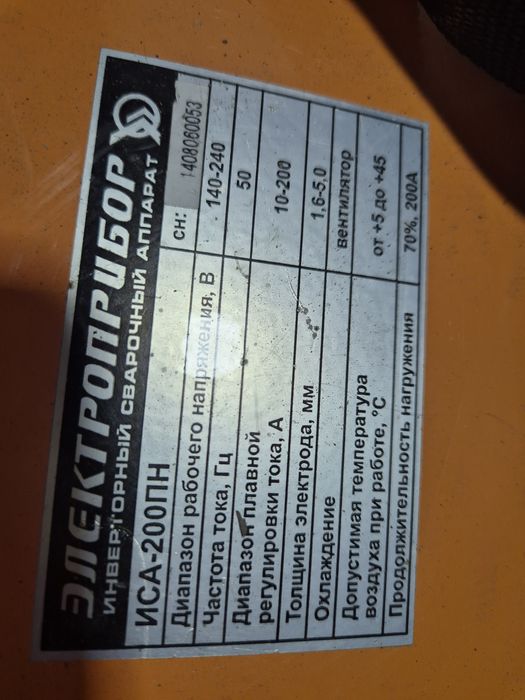 ЭЛЕКТРОПРИБОР
ИНВЕРТОРНЫЙ СВАРОЧНЫЙ АППАРАТ
ИСА-200ПН сн: 1408060053
Диапазон рабочего напряжения, В 140-240
Частота тока, Гц 50
Диапазон плавной
регулировки тока, А 10-200
Толщина электрода, мм 1,6-5,0
Охлаждение вентилятор
Допустимая температура
воздуха при работе, °С от +5 до +45
Продолжительность нагружения 70%, 200А